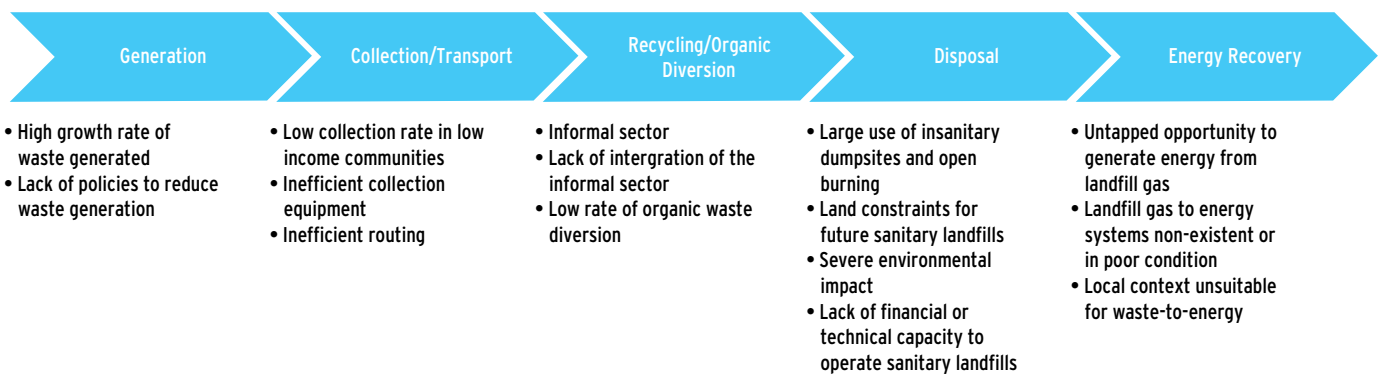 Generation
Collection/Transport
Recycling/Organic
Diversion
Disposal
Energy Recovery
• High growth rate of
waste generated
• Lack of policies to reduce
waste generation
• Low collection rate in low
income communities
• Inefficient collection
equipment
• Inefficient routing
• Informal sector
• Lack of intergration of the
informal sector
• Low rate of organic waste
diversion
• Large use of insanitary
dumpsites and open
burning
• Land constraints for
future sanitary landfills
• Severe environmental
impact
• Lack of financial or
technical capacity to
operate sanitary landfills
• Untapped opportunity to
generate energy from
landfill gas
• Landfill gas to energy
systems non-existent or
in poor condition
• Local context unsuitable
for waste-to-energy